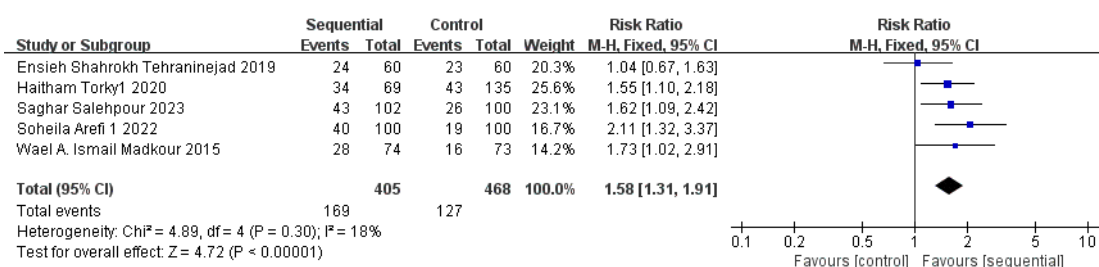 Sequential Control Risk Ratio Risk Ratio
Study or Subgroup Events Total Events Total Weight M-H, Fixed, 95% CI M-H, Fixed, 95% CI
Ensieh Shahrokh Tehraninejad 2019 24 60 23 60 20.3% 1.04 [0.67, 1.63]
Haitham Torky1 2020 34 69 43 135 25.6% 1.55 [1.10, 2.18]
Saghar Salehpour 2023 43 102 26 100 23.1% 1.62 [1.09, 2.42]
Soheila Arefi 1 2022 40 100 19 100 16.7% 2.11 [1.32, 3.37]
Wael A. Ismail Madkour 2015 28 74 16 73 14.2% 1.73 [1.02, 2.91]
Total (95% CI) 405 468 100.0% 1.58 [1.31, 1.91]
Total events 169 127
Heterogeneity: Chi² = 4.89, df = 4 (P = 0.30); I² = 18%
Test for overall effect: Z = 4.72 (P < 0.00001)
0.1 0.2 0.5 1 2 5 10
Favours [control] Favours [sequential]